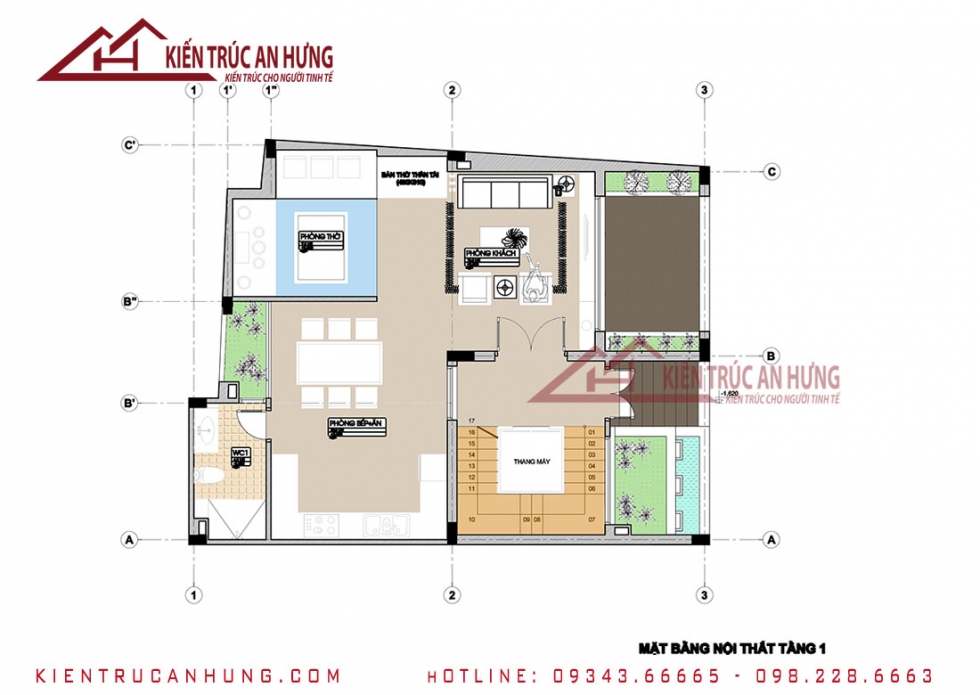 KIẾN TRÚC AN HƯNG
KIẾN TRÚC CHO NGƯỜI TINH TẾ
1 1' 1" 2 3
C'
C
BÀN THỜ THẦN TÀI
PHÒNG THỜ
PHÒNG KHÁCH
B"
B
KIẾN TRÚC AN HƯNG
KIẾN TRÚC CHO NGƯỜI TINH TẾ
-1.620
B'
PHÒNG BẾP+ĂN
WC1
THANG MÁY
17
16 01
15 02
14 03
13 04
12 05
11 06
10 09 08 07
A
A
1 2 3
MẶT BẰNG NỘI THẤT TẦNG 1
KIENTRUCANHUNG.COM HOTLINE: 09343.66665 - 098.228.6663